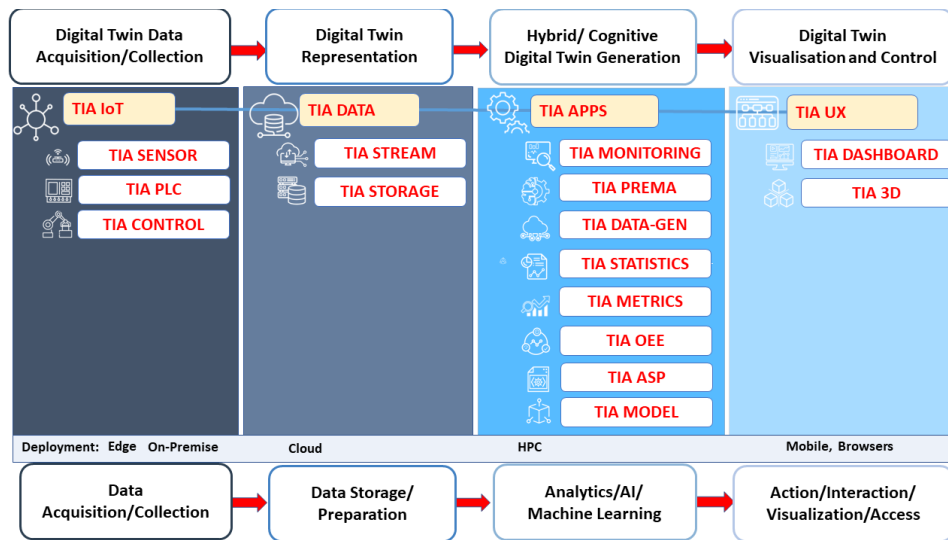 Digital Twin Data
Acquisition/Collection
Digital Twin
Representation
Hybrid/ Cognitive
Digital Twin Generation
Digital Twin
Visualisation and Control
TIA IoT
TIA SENSOR
TIA PLC
TIA CONTROL
TIA DATA
TIA STREAM
TIA STORAGE
TIA APPS
TIA MONITORING
TIA PREMA
TIA DATA-GEN
TIA STATISTICS
TIA METRICS
TIA OEE
TIA ASP
TIA MODEL
TIA UX
TIA DASHBOARD
TIA 3D
Deployment: Edge On-Premise
Cloud
HPC
Mobile, Browsers
Data
Acquisition/Collection
Data Storage/
Preparation
Analytics/AI/
Machine Learning
Action/Interaction/
Visualization/Access